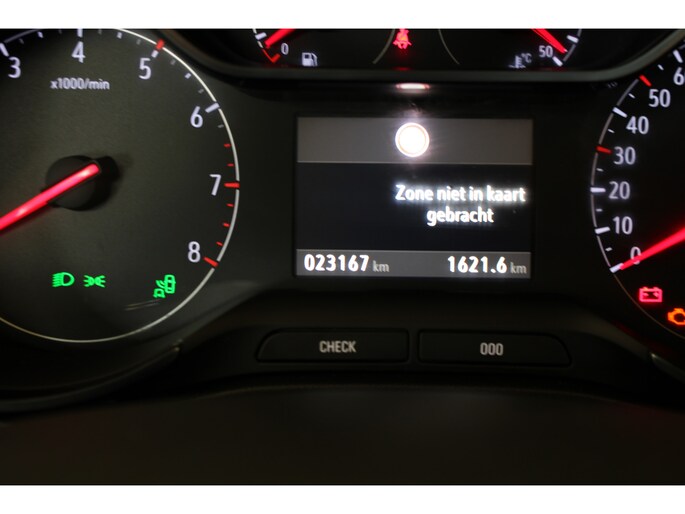 3 4 5 6 7 8
x1000/min
0 50 °C
Zone niet in kaart
gebracht
023167 km 1621.6 km
0 10 20 30 40 50 6
CHECK 000